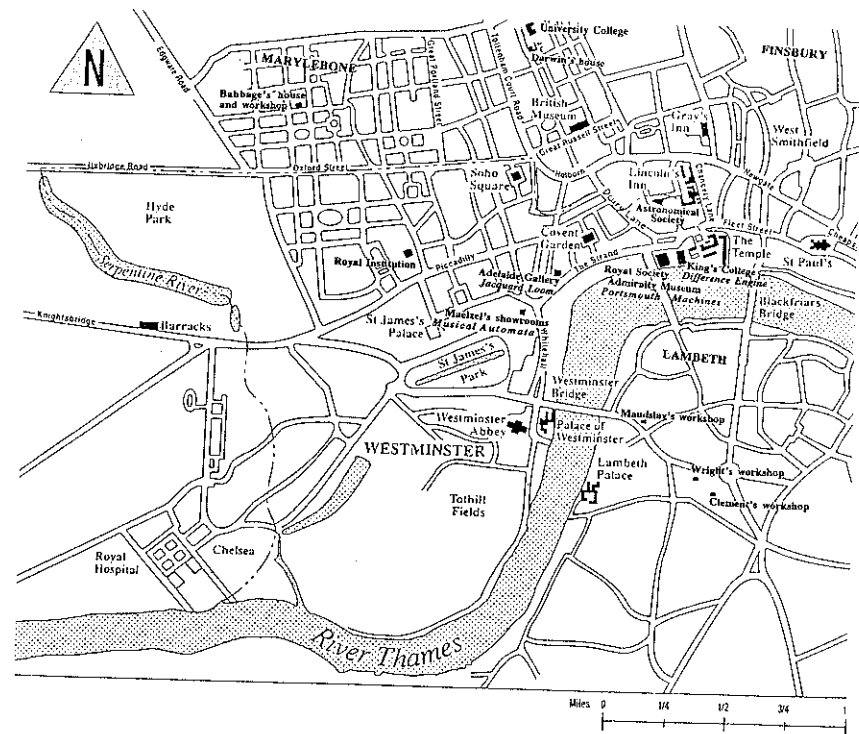 N
Edgware Road
MARYLEBONE
Babbage's house
and workshop
Great Portland Street
Tottenham Court Road
University College
Darwin's house
FINSBURY
British
Museum
Great Russell Street
Gray's
Inn
West
Smithfield
Uxbridge Road
Oxford Street
Soho
Square
Holborn
Lincoln's
Inn
Chancery Lane
Newgate
Hyde
Park
Drury Lane
Astronomical
Society
Fleet Street
Cheaps
Serpentine River
Royal Institution
Piccadilly
Covent
Garden
The Strand
The
Temple
St Paul's
Adelaide Gallery
Jacquard Loom
Royal Society
King's College
Difference Engine
Admiralty Museum
Portsmouth Machines
Blackfriars
Bridge
Knightsbridge
Barracks
St James's
Palace
Maelzel's showrooms
Musical Automata
Whitehall
St James's
Park
LAMBETH
Westminster
Bridge
Westminster
Abbey
Palace of
Westminster
Maudslay's workshop
WESTMINSTER
Lambeth
Palace
Wright's workshop
Clement's workshop
Tothill
Fields
Royal
Hospital
Chelsea
River Thames
Miles 0 1/4 1/2 3/4 1